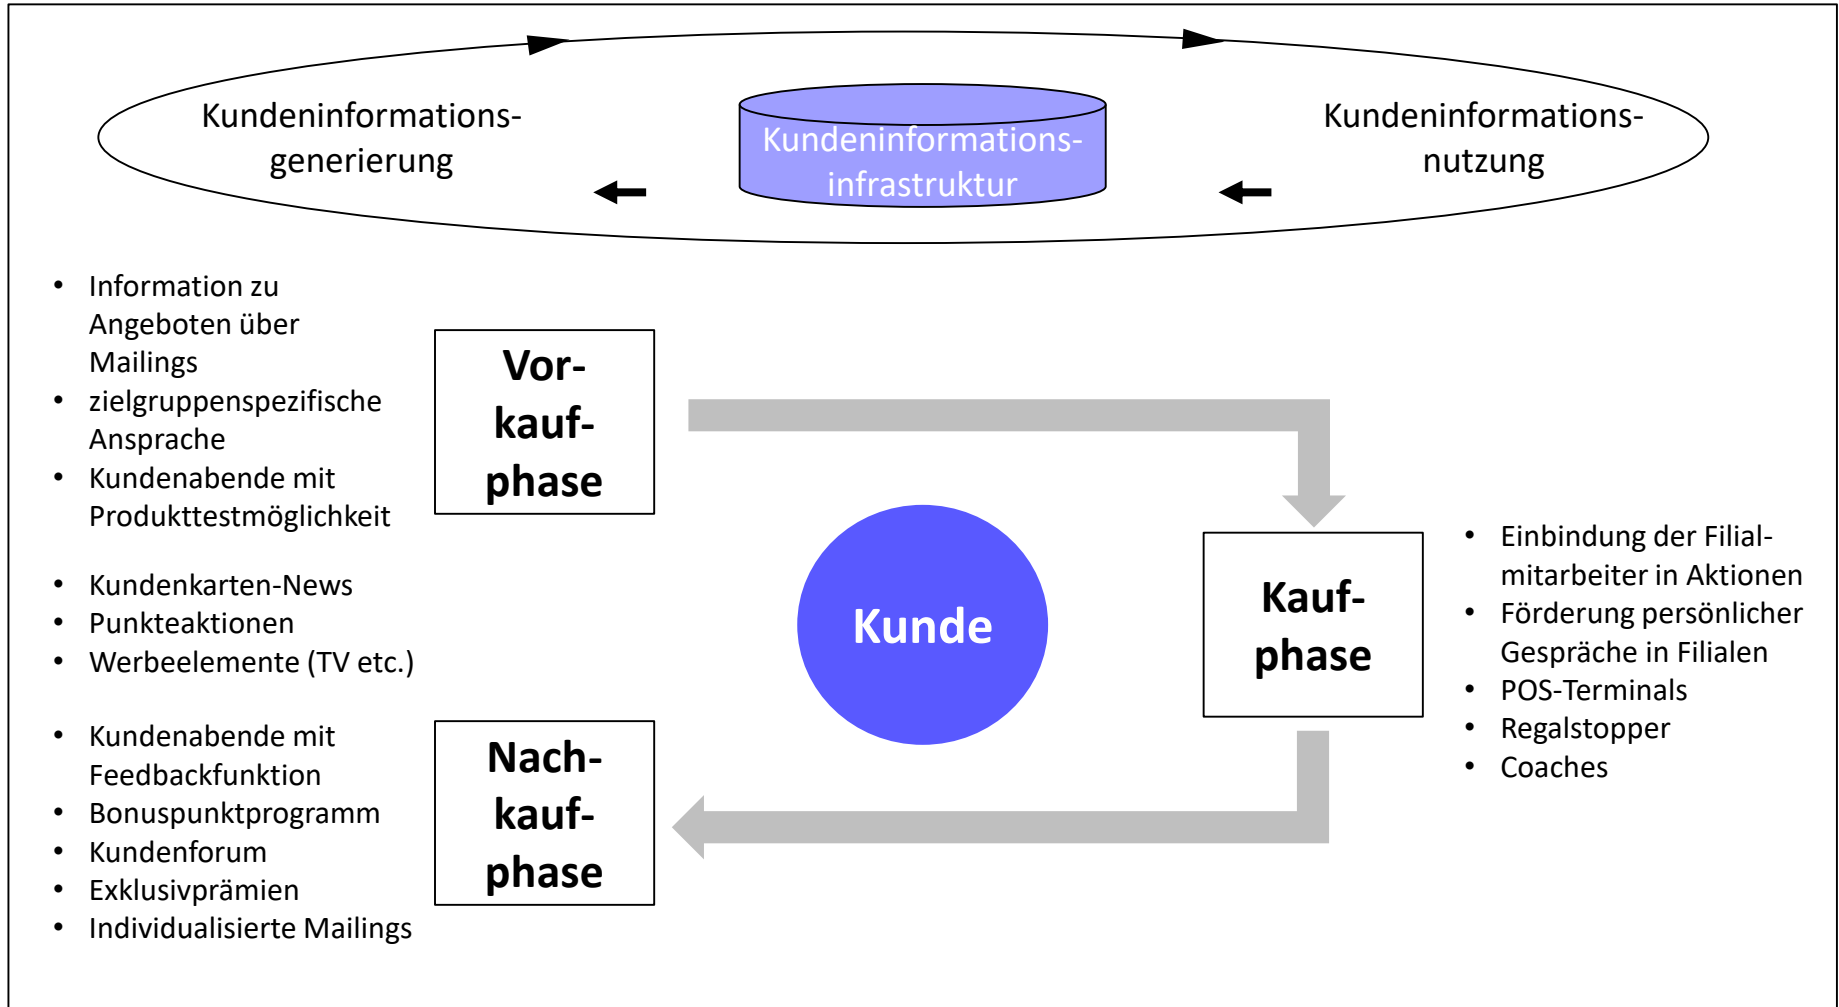 Kundeninformations-
generierung
Kundeninformations-
infrastruktur
Kundeninformations-
nutzung
• Information zu
Angeboten über
Mailings
• zielgruppenspezifische
Ansprache
• Kundenabende mit
Produkttestmöglichkeit
Vor-
kauf-
phase
• Kundenkarten-News
• Punkteaktionen
• Werbeelemente (TV etc.)
Kunde
Kauf-
phase
• Einbindung der Filial-
mitarbeiter in Aktionen
• Förderung persönlicher
Gespräche in Filialen
• POS-Terminals
• Regalstopper
• Coaches
• Kundenabende mit
Feedbackfunktion
• Bonuspunktprogramm
• Kundenforum
• Exklusivprämien
• Individualisierte Mailings
Nach-
kauf-
phase